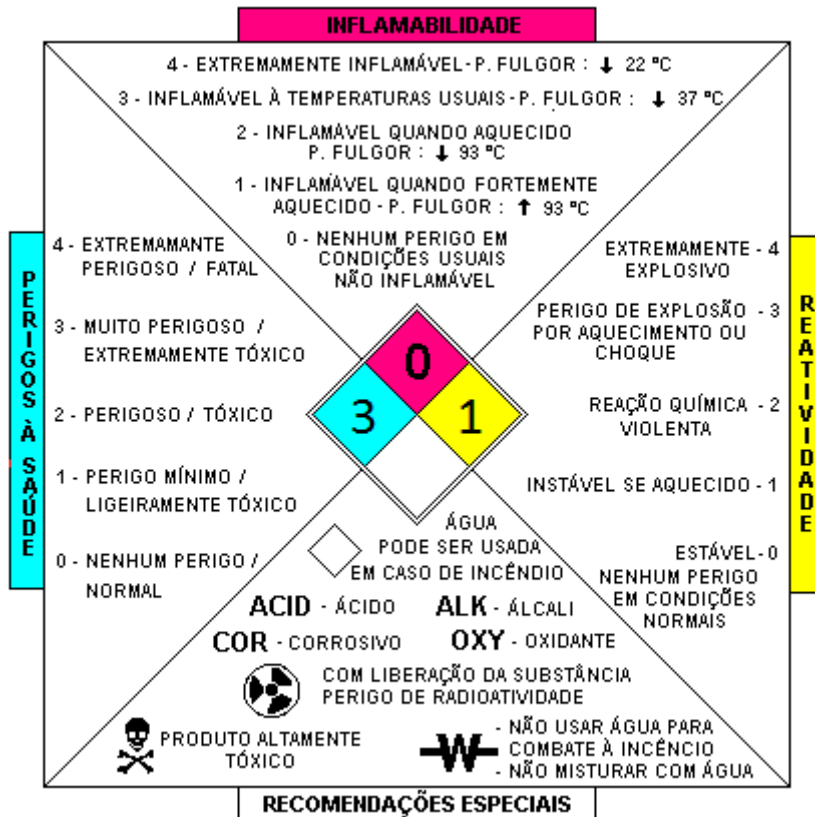 INFLAMABILIDADE
4 - EXTREMAMENTE INFLAMÁVEL - P. FULGOR : ↓ 22 ºC
3 - INFLAMÁVEL À TEMPERATURAS USUAIS - P. FULGOR : ↓ 37 ºC
2 - INFLAMÁVEL QUANDO AQUECIDO
P. FULGOR : ↓ 93 ºC
1 - INFLAMÁVEL QUANDO FORTEMENTE
AQUECIDO - P. FULGOR : ↑ 93 ºC
0 - NENHUM PERIGO EM
CONDIÇÕES USUAIS
NÃO INFLAMÁVEL
PERIGOS À SAÚDE
4 - EXTREMAMANTE
PERIGOSO / FATAL
3 - MUITO PERIGOSO /
EXTREMAMENTE TÓXICO
2 - PERIGOSO / TÓXICO
1 - PERIGO MÍNIMO /
LIGEIRAMENTE TÓXICO
0 - NENHUM PERIGO /
NORMAL
0
3
1
REATIVIDADE
EXTREMAMENTE - 4
EXPLOSIVO
PERIGO DE EXPLOSÃO - 3
POR AQUECIMENTO OU
CHOQUE
REAÇÃO QUÍMICA - 2
VIOLENTA
INSTÁVEL SE AQUECIDO - 1
ESTÁVEL - 0
NENHUM PERIGO
EM CONDIÇÕES
NORMAIS
ÁGUA
PODE SER USADA
EM CASO DE INCÊNDIO
ACID - ÁCIDO ALK - ÁLCALI
COR - CORROSIVO OXY - OXIDANTE
COM LIBERAÇÃO DA SUBSTÂNCIA
PERIGO DE RADIOATIVIDADE
PRODUTO ALTAMENTE
TÓXICO
W
- NÃO USAR ÁGUA PARA
COMBATE À INCÊNCIO
- NÃO MISTURAR COM ÁGUA
RECOMENDAÇÕES ESPECIAIS